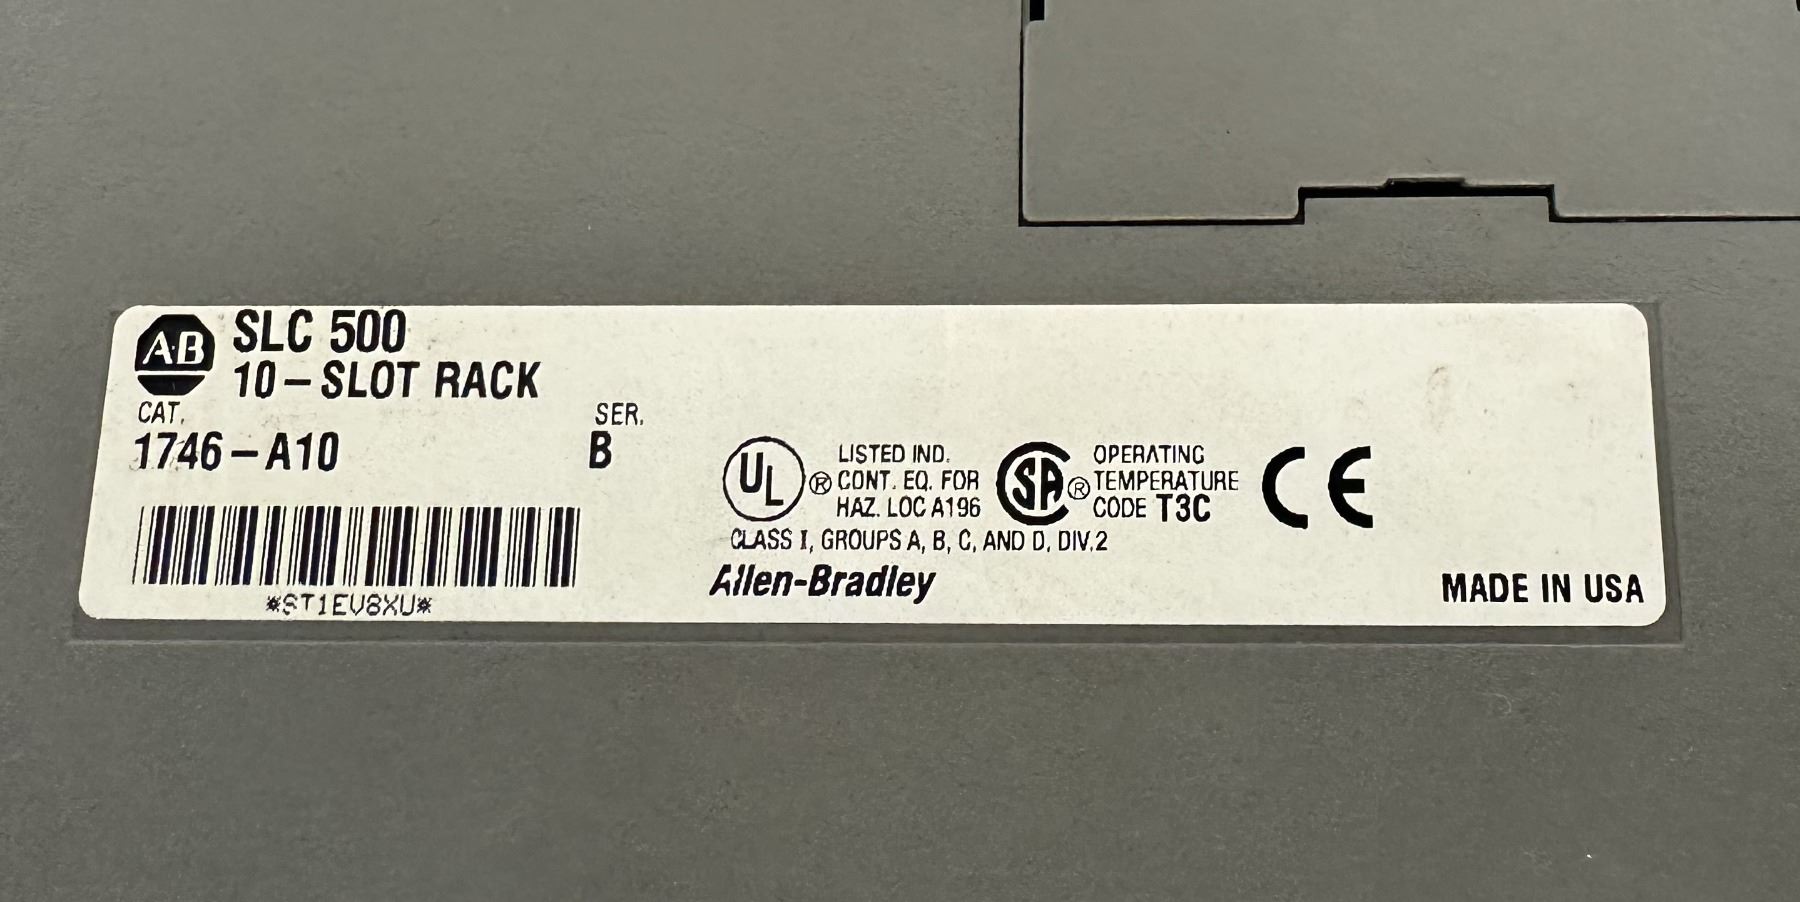 AB SLC 500
10-SLOT RACK
CAT. SER.
1746-A10 B
UL ® LISTED IND. CONT. EQ. FOR HAZ. LOC A196
SA ® OPERATING TEMPERATURE CODE T3C
CE
CLASS I, GROUPS A, B, C, AND D, DIV.2
*ST1EV8XU*
Allen-Bradley
MADE IN USA